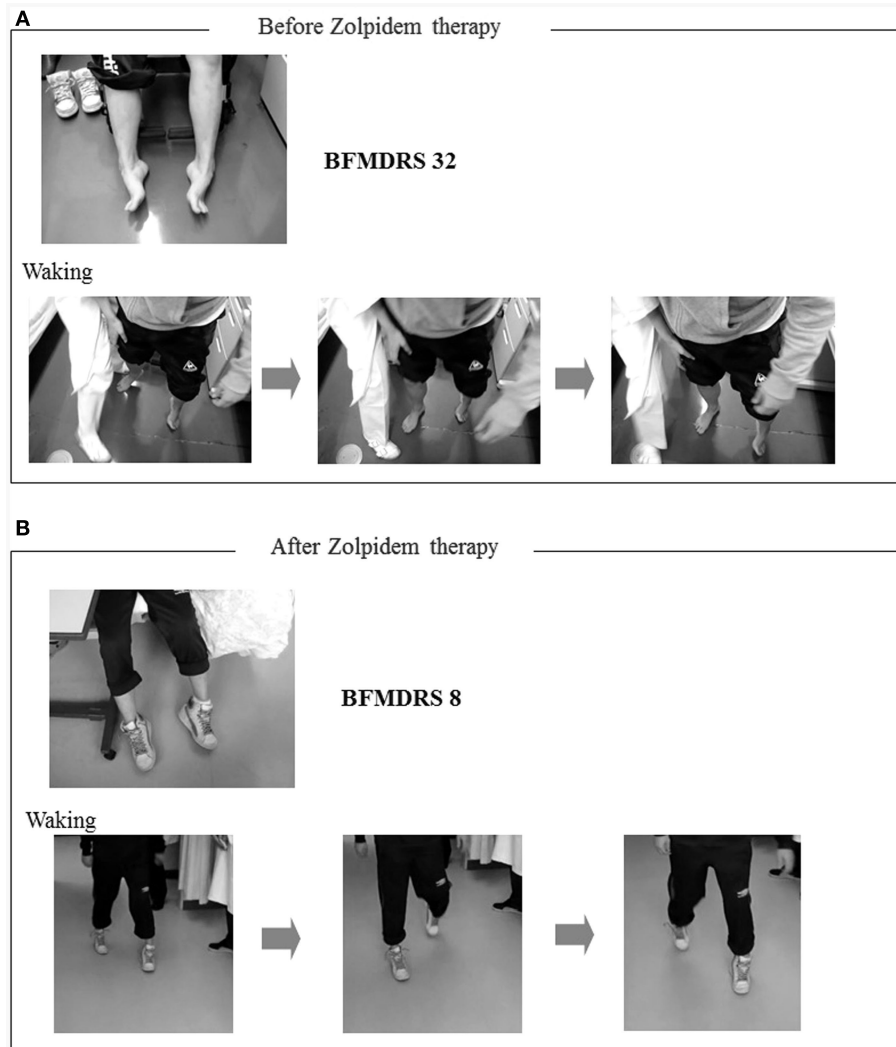 A
Before Zolpidem therapy
BFMDRS 32
Waking
B
After Zolpidem therapy
BFMDRS 8
Waking